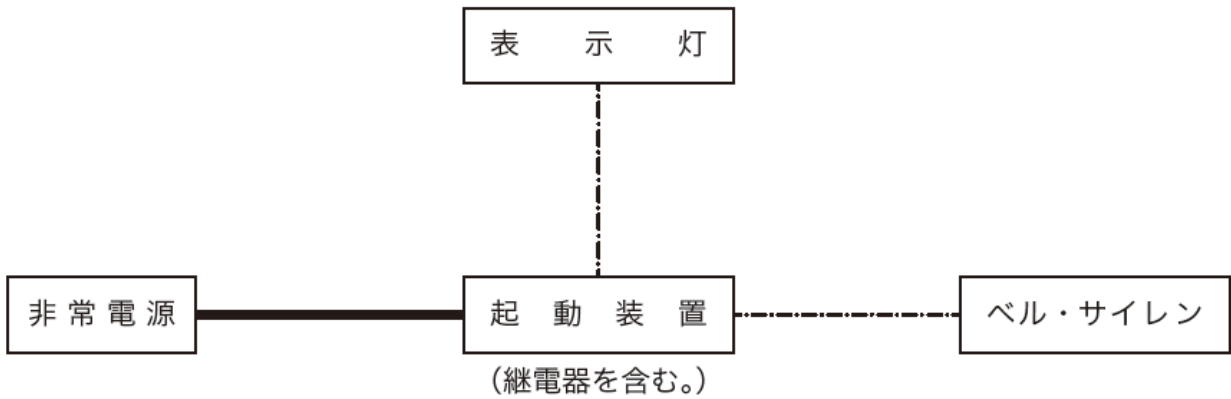 表示灯
非常電源
起動装置
ベル・サイレン
（継電器を含む。）